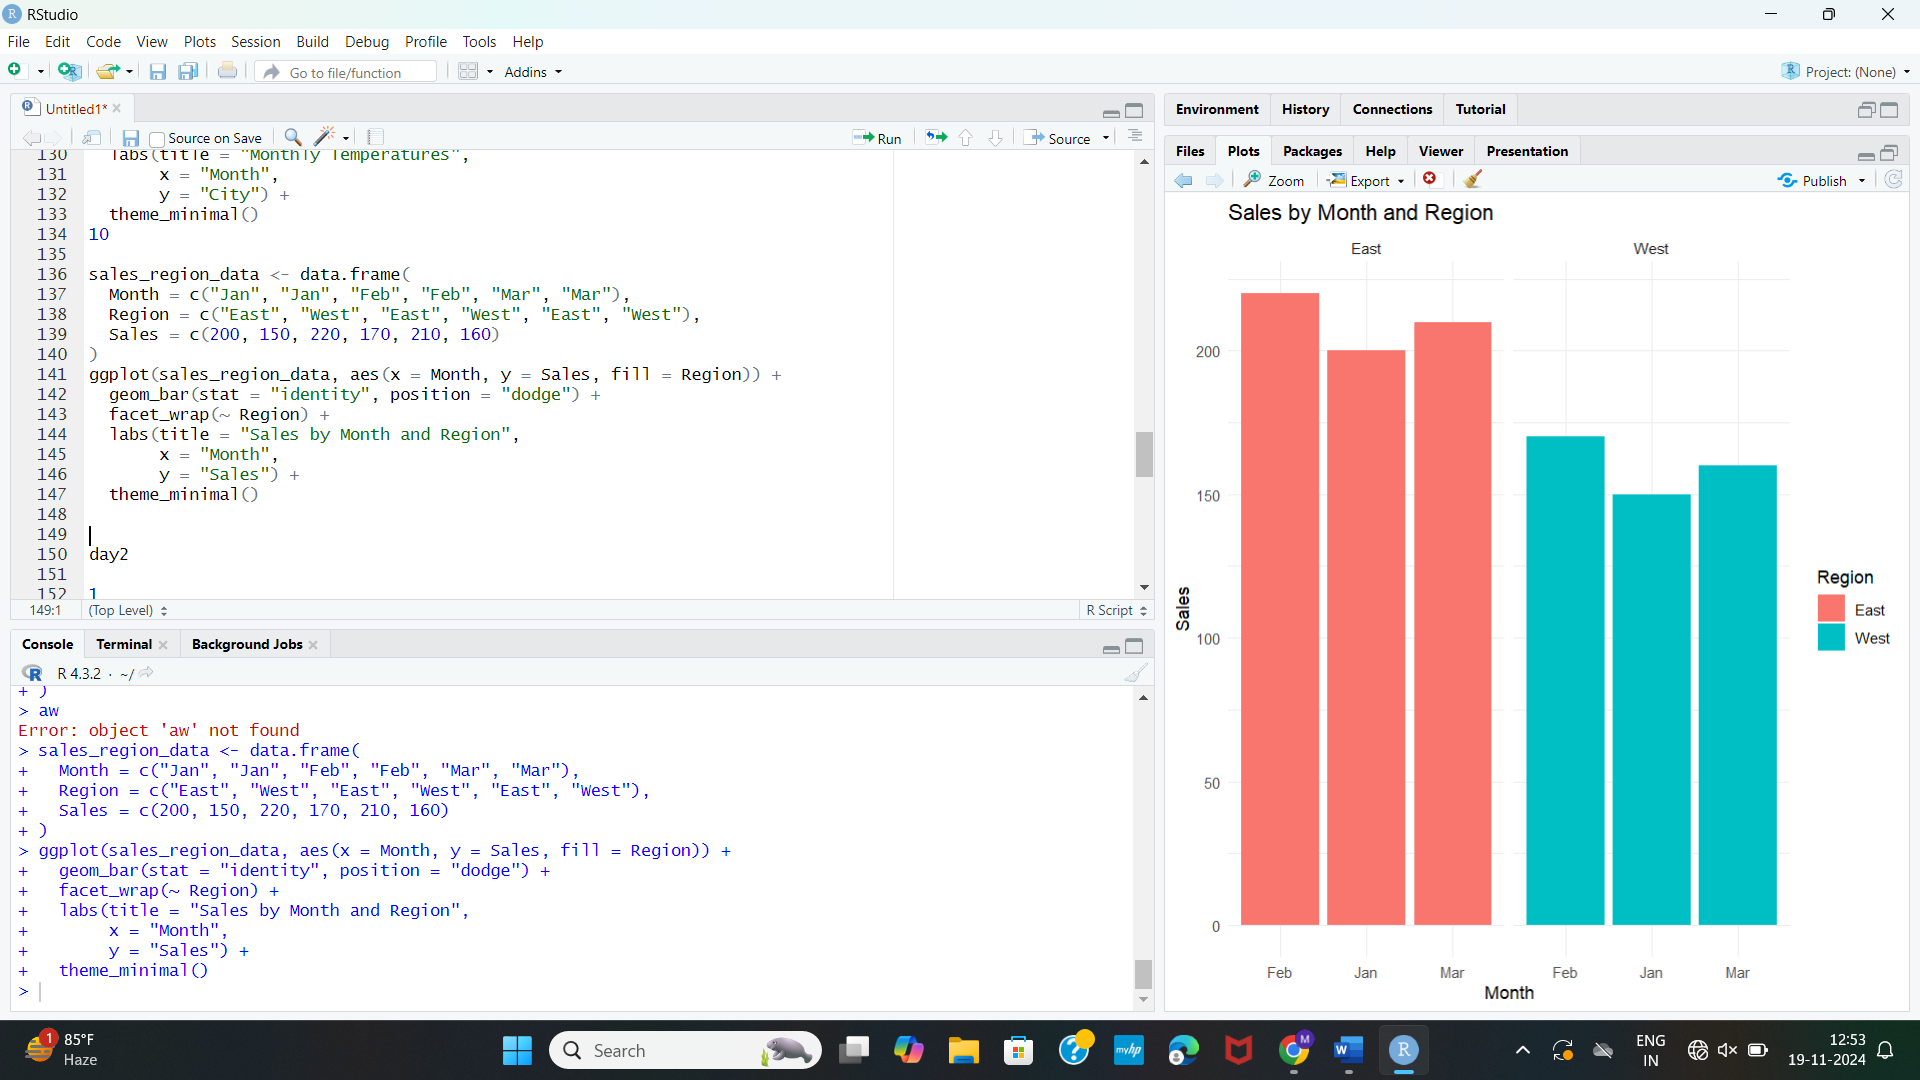 RStudio
File Edit Code View Plots Session Build Debug Profile Tools Help
Go to file/function Addins Project: (None)
Untitled1*
Source on Save Run Source
130 labs(title = "Monthly Temperatures",
131 x = "Month",
132 y = "City") +
133 theme_minimal()
134 10
135
136 sales_region_data <- data.frame(
137 Month = c("Jan", "Jan", "Feb", "Feb", "Mar", "Mar"),
138 Region = c("East", "West", "East", "West", "East", "West"),
139 Sales = c(200, 150, 220, 170, 210, 160)
140 )
141 ggplot(sales_region_data, aes(x = Month, y = Sales, fill = Region)) +
142 geom_bar(stat = "identity", position = "dodge") +
143 facet_wrap(~ Region) +
144 labs(title = "Sales by Month and Region",
145 x = "Month",
146 y = "Sales") +
147 theme_minimal()
148
149
150 day2
151
152 1
149:1 (Top Level) R Script
Console Terminal Background Jobs
R 4.3.2 · ~/
+ )
> aw
Error: object 'aw' not found
> sales_region_data <- data.frame(
+ Month = c("Jan", "Jan", "Feb", "Feb", "Mar", "Mar"),
+ Region = c("East", "West", "East", "West", "East", "West"),
+ Sales = c(200, 150, 220, 170, 210, 160)
+ )
> ggplot(sales_region_data, aes(x = Month, y = Sales, fill = Region)) +
+ geom_bar(stat = "identity", position = "dodge") +
+ facet_wrap(~ Region) +
+ labs(title = "Sales by Month and Region",
+ x = "Month",
+ y = "Sales") +
+ theme_minimal()
>
Environment History Connections Tutorial
Files Plots Packages Help Viewer Presentation
Zoom Export Publish
Sales by Month and Region
East West
200
150
100
50
0
Sales
Feb Jan Mar Feb Jan Mar
Month
Region
East
West
1
85°F
Haze
Search
myhp
M
W
R
ENG
IN
12:53
19-11-2024